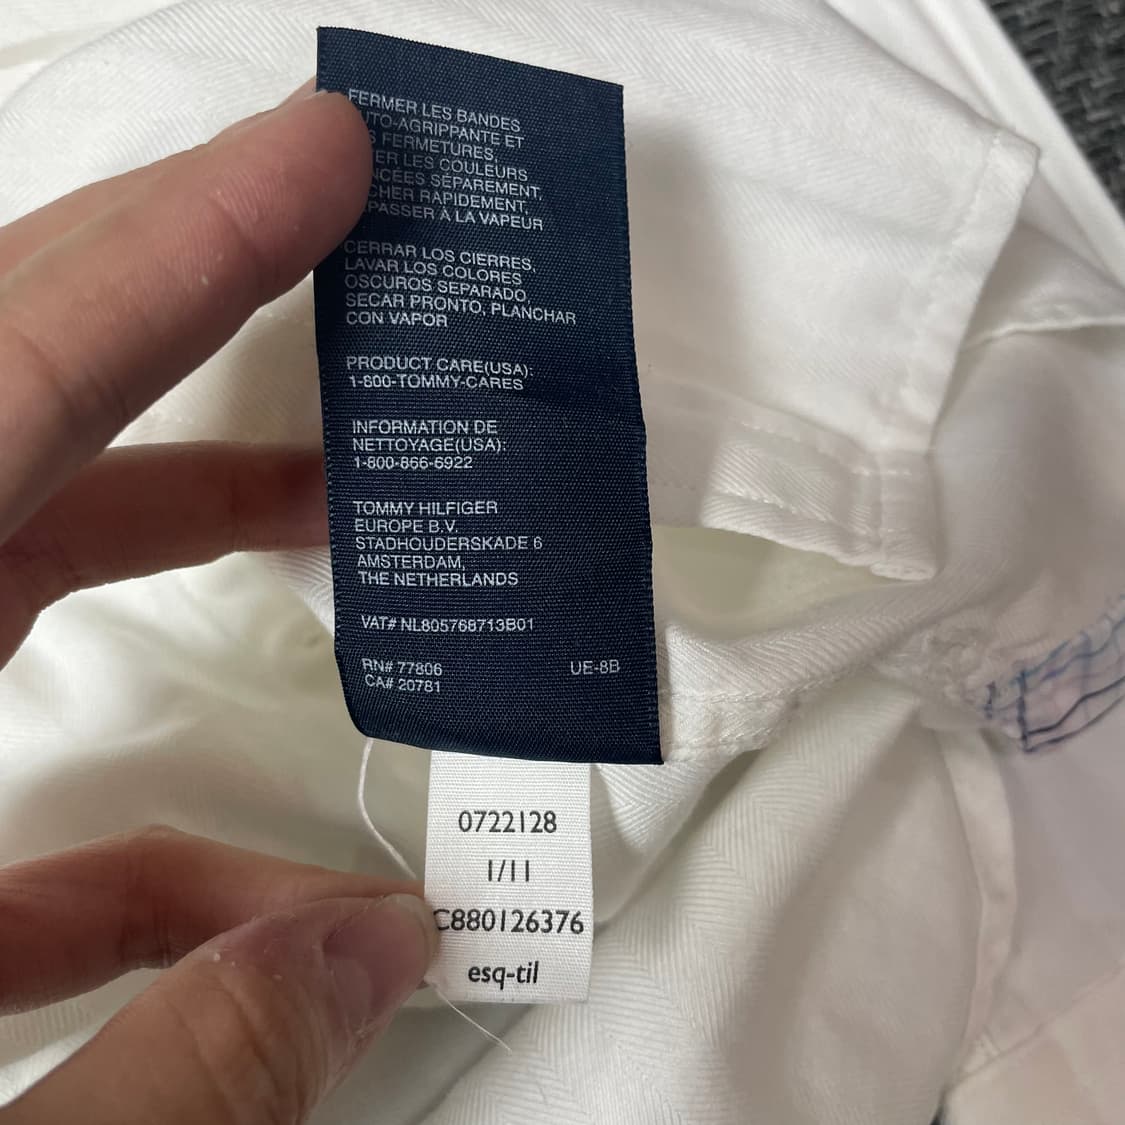 FERMER LES BANDES
AUTO-AGRIPPANTE ET
FERMETURES,
LES COULEURS
SÉPAREMENT,
RAPIDEMENT,
À LA VAPEUR
CERRAR LOS CIERRES,
LAVAR LOS COLORES
OSCUROS SEPARADO,
SECAR PRONTO, PLANCHAR
CON VAPOR
PRODUCT CARE(USA):
1-800-TOMMY-CARES
INFORMATION DE
NETTOYAGE(USA):
1-800-866-6922
TOMMY HILFIGER
EUROPE B.V.
STADHOUDERSKADE 6
AMSTERDAM,
THE NETHERLANDS
VAT# NL805768713B01
RN# 77806 UE-8B
CA# 20781
0722128
1/11
C880126376
esq-til